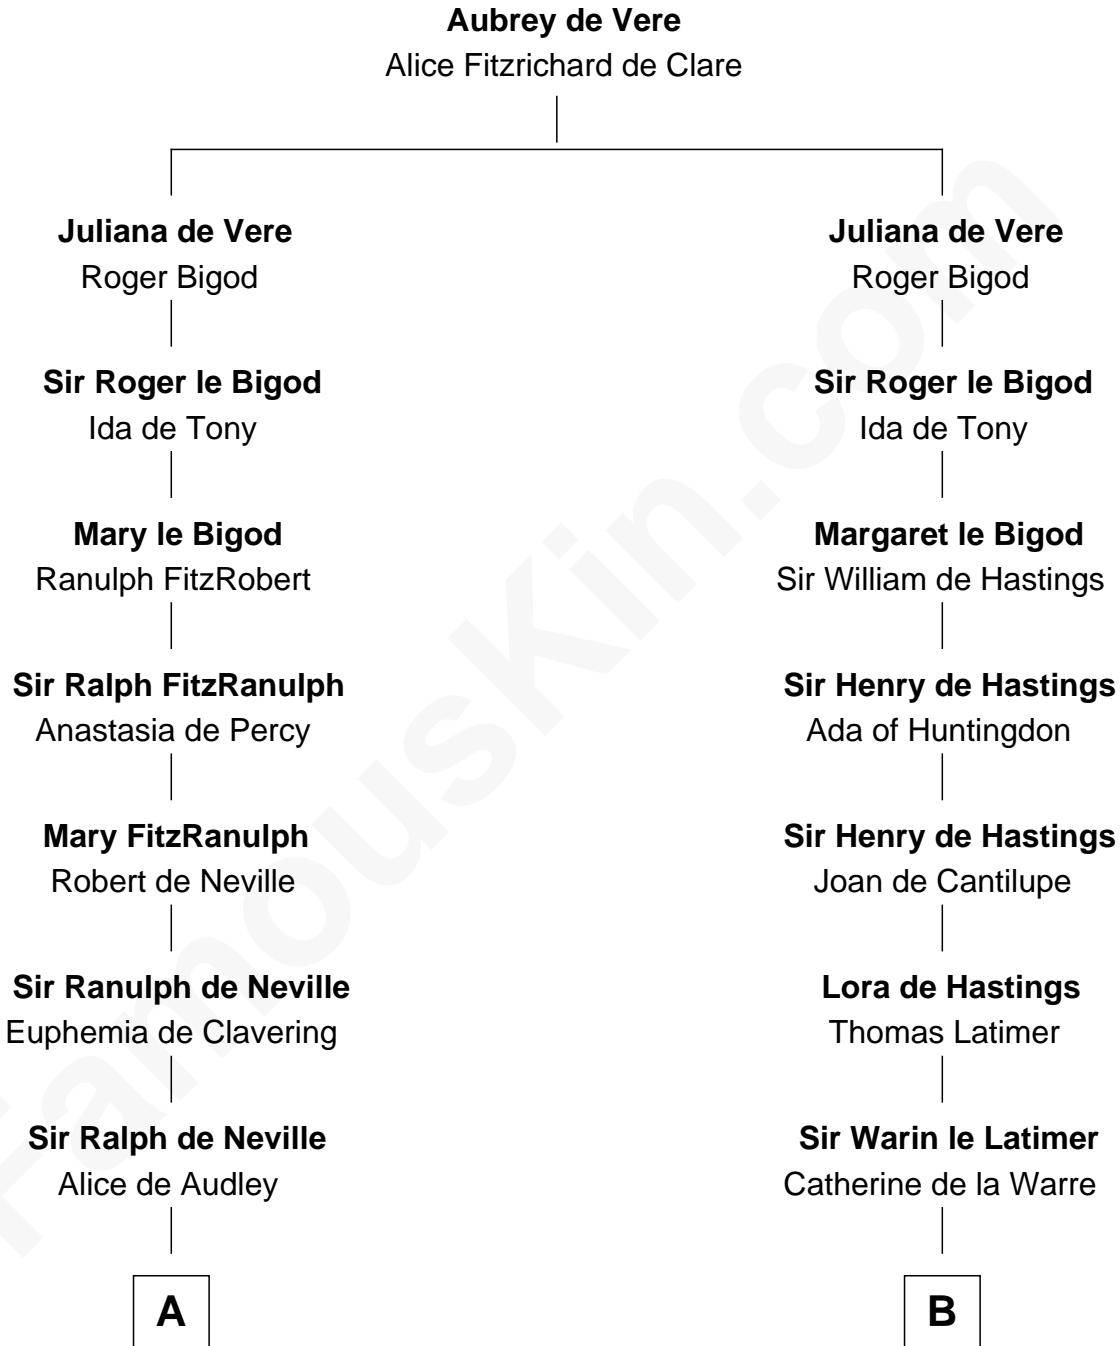 Aubrey de Vere
Alice Fitzrichard de Clare
Juliana de Vere
Roger Bigod
Sir Roger le Bigod
Ida de Tony
Mary le Bigod
Ranulph FitzRobert
Sir Ralph FitzRanulph
Anastasia de Percy
Mary FitzRanulph
Robert de Neville
Sir Ranulph de Neville
Euphemia de Clavering
Sir Ralph de Neville
Alice de Audley
A
Juliana de Vere
Roger Bigod
Sir Roger le Bigod
Ida de Tony
Margaret le Bigod
Sir William de Hastings
Sir Henry de Hastings
Ada of Huntingdon
Sir Henry de Hastings
Joan de Cantilupe
Lora de Hastings
Thomas Latimer
Sir Warin le Latimer
Catherine de la Warre
B
FamousKin.com